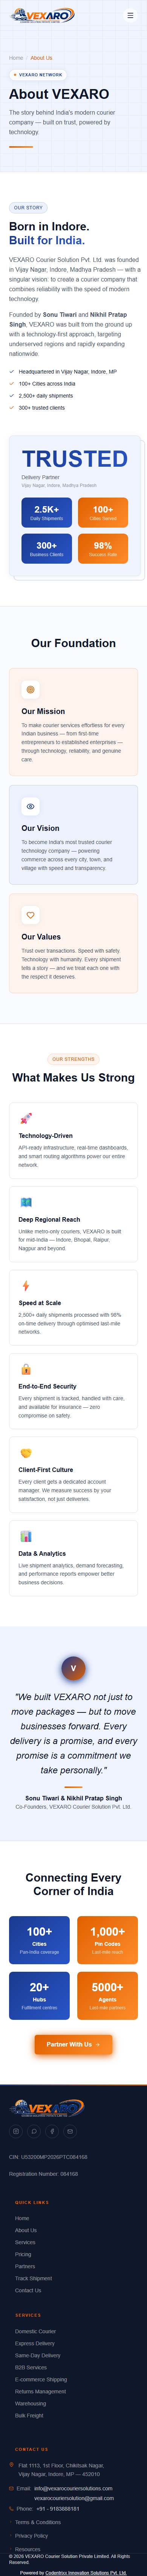 VEXARO
Home / About Us
VEXARO NETWORK
About VEXARO
The story behind India's modern courier
company — built on trust, powered by
technology.
OUR STORY
Born in Indore.
Built for India.
VEXARO Courier Solution Pvt. Ltd. was founded
in Vijay Nagar, Indore, Madhya Pradesh — with a
singular vision: to create a courier company that
combines reliability with the speed of modern
technology.
Founded by Sonu Tiwari and Nikhil Pratap
Singh, VEXARO was built from the ground up
with a technology-first approach, targeting
underserved corridors and rapidly expanding
nationwide.
Headquartered in Vijay Nagar, Indore, MP
100+ Cities across India
2,500+ daily shipments
300+ trusted clients
TRUSTED
Delivery Partner
Vijay Nagar, Indore, Madhya Pradesh
2.5K+
Daily Shipments
100+
Cities Served
300+
Business Clients
98%
Success Rate
Our Foundation
Our Mission
To make courier services effortless for every
Indian business — from first-time
entrepreneurs to established enterprises —
through technology, reliability, and genuine
care.
Our Vision
To become India's most trusted courier
technology company — powering
commerce across every city, town, and
village with speed and transparency.
Our Values
Trust over transactions. Speed with safety.
Technology with humanity. Every shipment
tells a story — and we treat each one with
the respect it deserves.
OUR STRENGTHS
What Makes Us Strong
Technology-Driven
API-ready infrastructure, real-time dashboards,
and smart routing algorithms power our entire
network.
Deep Regional Reach
Unlike metro-only couriers, VEXARO is built
for mid-India — Indore, Bhopal, Raipur,
Nagpur and beyond.
Speed at Scale
2,500+ daily shipments processed with 98%
on-time delivery through optimised last-mile
networks.
End-to-End Security
Every shipment is tracked, handled with care,
and available for insurance — zero
compromise on safety.
Client-First Culture
Every client gets a dedicated account
manager. We measure success by your
satisfaction, not just deliveries.
Data & Analytics
Live shipment analytics, demand forecasting,
and performance reports empower better
business decisions.
V
"We built VEXARO not just to
move packages — but to move
businesses forward. Every
delivery is a promise, and every
promise is a commitment we
take personally."
Sonu Tiwari & Nikhil Pratap Singh
Co-Founders, VEXARO Courier Solution Pvt. Ltd.
Connecting Every
Corner of India
100+
Cities
Pan-India coverage
1,000+
Pin Codes
Last-mile reach
20+
Hubs
Fulfilment centres
5000+
Agents
Last-mile partners
Partner With Us →
VEXARO
CIN: U53200MP2026PTC084168
Registration Number: 084168
QUICK LINKS
Home
About Us
Services
Pricing
Partners
Track Shipment
Contact Us
SERVICES
Domestic Courier
Express Delivery
Same-Day Delivery
B2B Services
E-commerce Shipping
Returns Management
Warehousing
Bulk Freight
CONTACT US
Flat 1113, 1st Floor, Chikitsak Nagar,
Vijay Nagar, Indore, MP — 452010
Email: info@vexarocouriersolutions.com
vexarocouriersolution@gmail.com
Phone: +91 - 9183888181
Terms & Conditions
Privacy Policy
Resources
© 2026 VEXARO Courier Solution Private Limited. All Rights
Reserved.
Powered by Codentrixx Innovation Solutions Pvt. Ltd.